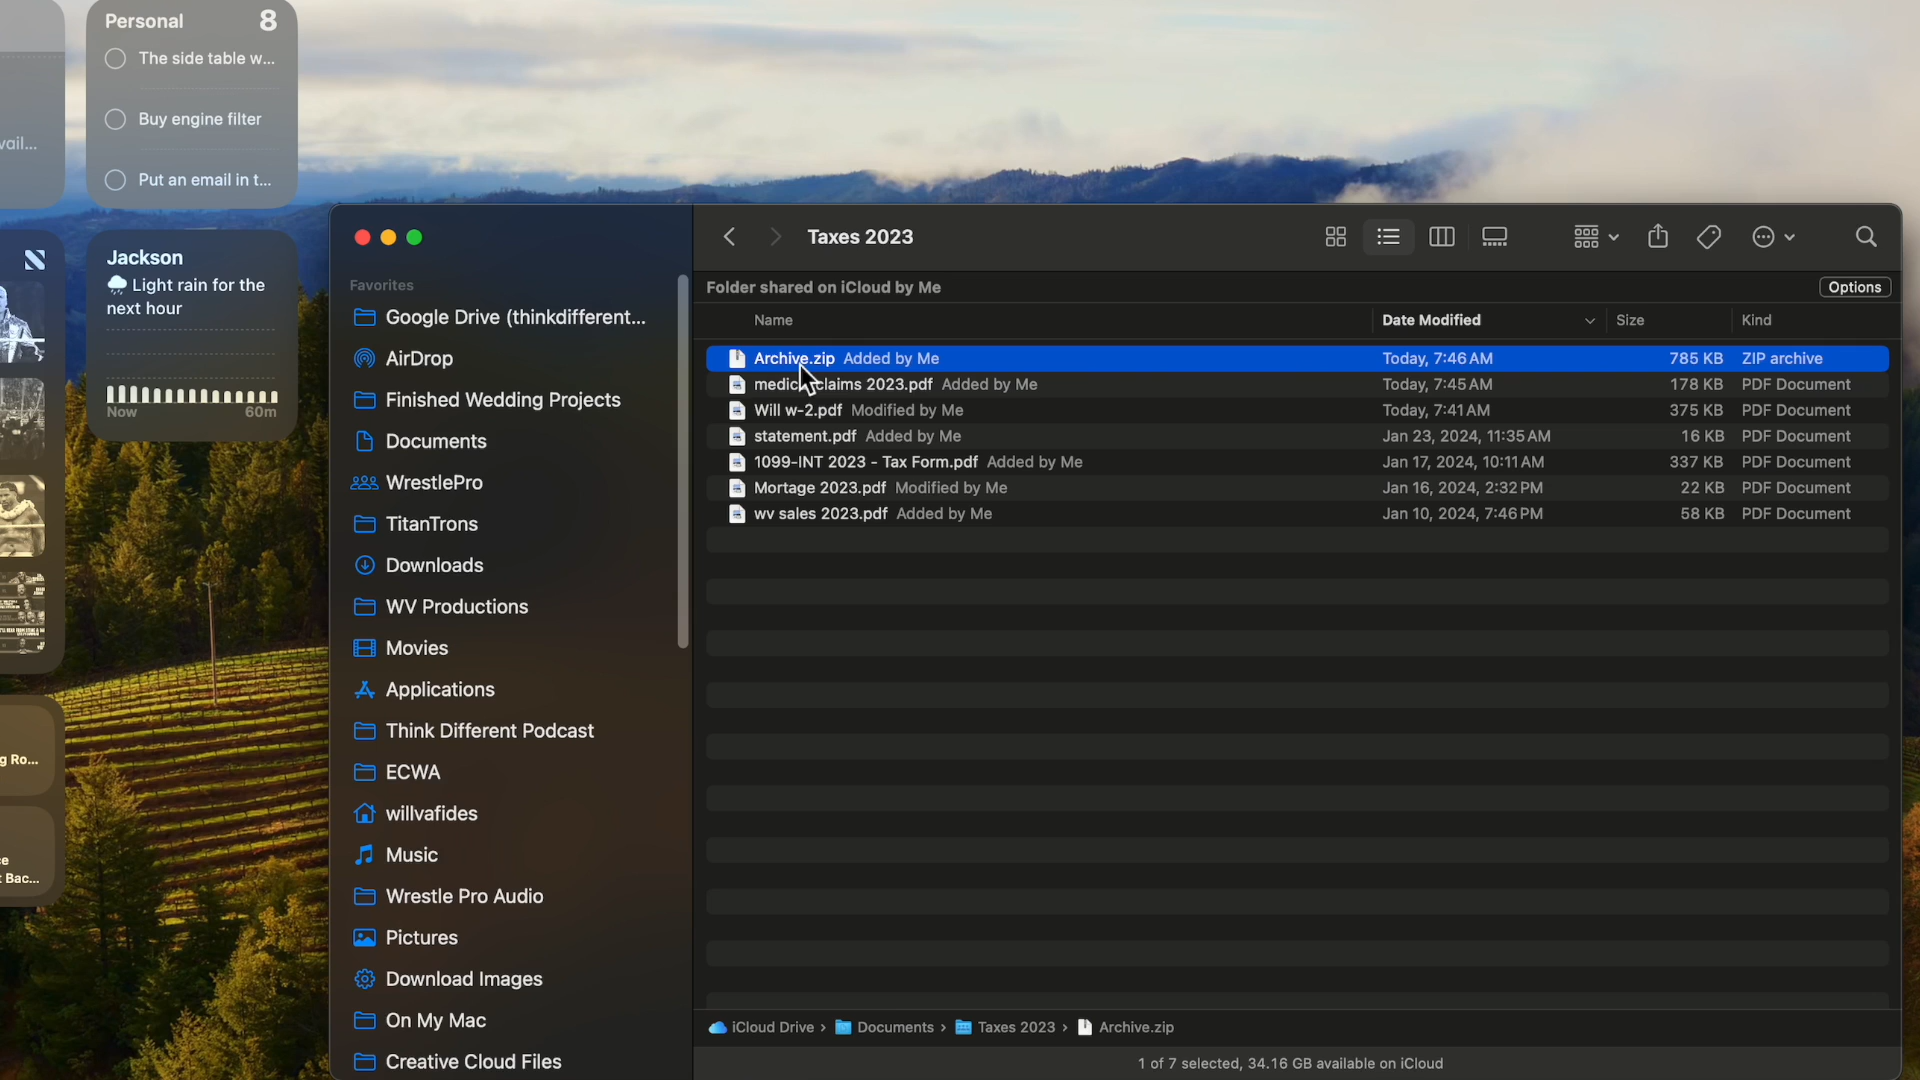 Personal 8
The side table w...
Buy engine filter
Put an email in t...
vail...
Jackson
Light rain for the
next hour
Now 60m
g Ro...
ce
t Bac...
Favorites
Google Drive (thinkdifferent...
AirDrop
Finished Wedding Projects
Documents
WrestlePro
TitanTrons
Downloads
WV Productions
Movies
Applications
Think Different Podcast
ECWA
willvafides
Music
Wrestle Pro Audio
Pictures
Download Images
On My Mac
Creative Cloud Files
Taxes 2023
Folder shared on iCloud by Me Options
Name Date Modified Size Kind
Archive.zip Added by Me Today, 7:46 AM 785 KB ZIP archive
claims 2023.pdf Added by Me Today, 7:45 AM 178 KB PDF Document
Will w-2.pdf Modified by Me Today, 7:41 AM 375 KB PDF Document
statement.pdf Added by Me Jan 23, 2024, 11:35 AM 16 KB PDF Document
1099-INT 2023 - Tax Form.pdf Added by Me Jan 17, 2024, 10:11 AM 337 KB PDF Document
Mortage 2023.pdf Modified by Me Jan 16, 2024, 2:32 PM 22 KB PDF Document
wv sales 2023.pdf Added by Me Jan 10, 2024, 7:46 PM 58 KB PDF Document
iCloud Drive › Documents › Taxes 2023 › Archive.zip
1 of 7 selected, 34.16 GB available on iCloud